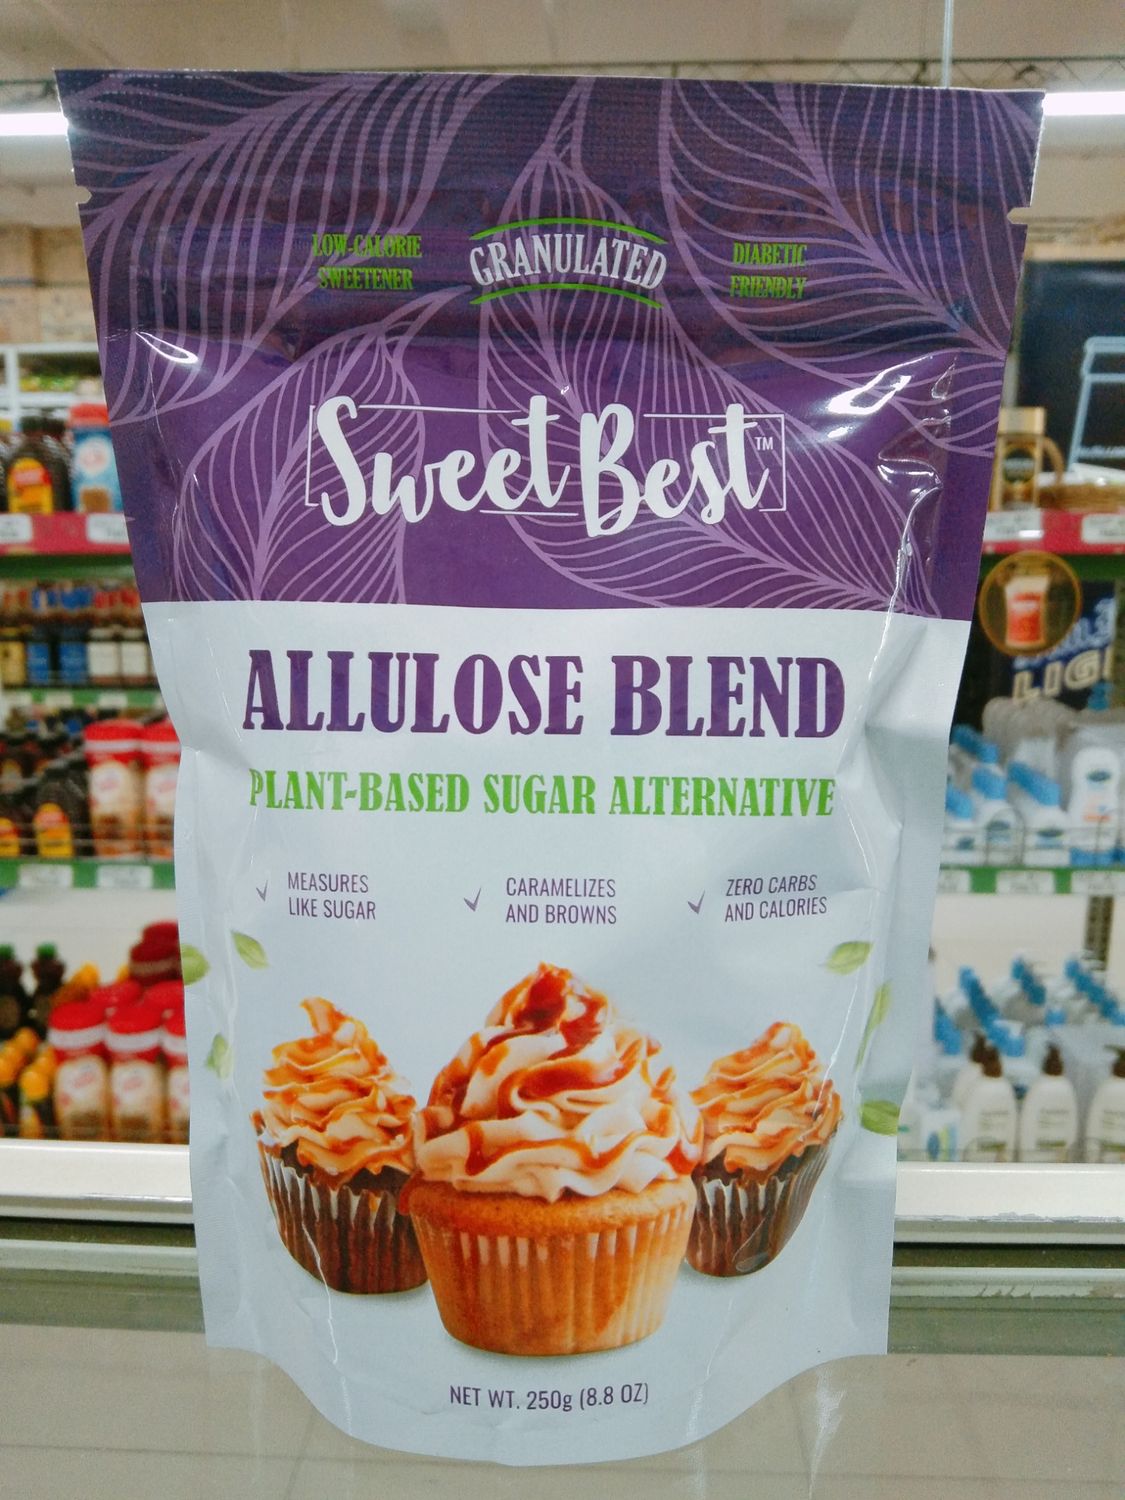 LOW-CALORIE
SWEETENER
GRANULATED
DIABETIC
FRIENDLY
SweetBest™
ALLULOSE BLEND
PLANT-BASED SUGAR ALTERNATIVE
MEASURES
LIKE SUGAR
CARAMELIZES
AND BROWNS
ZERO CARBS
AND CALORIES
NET WT. 250g (8.8 OZ)